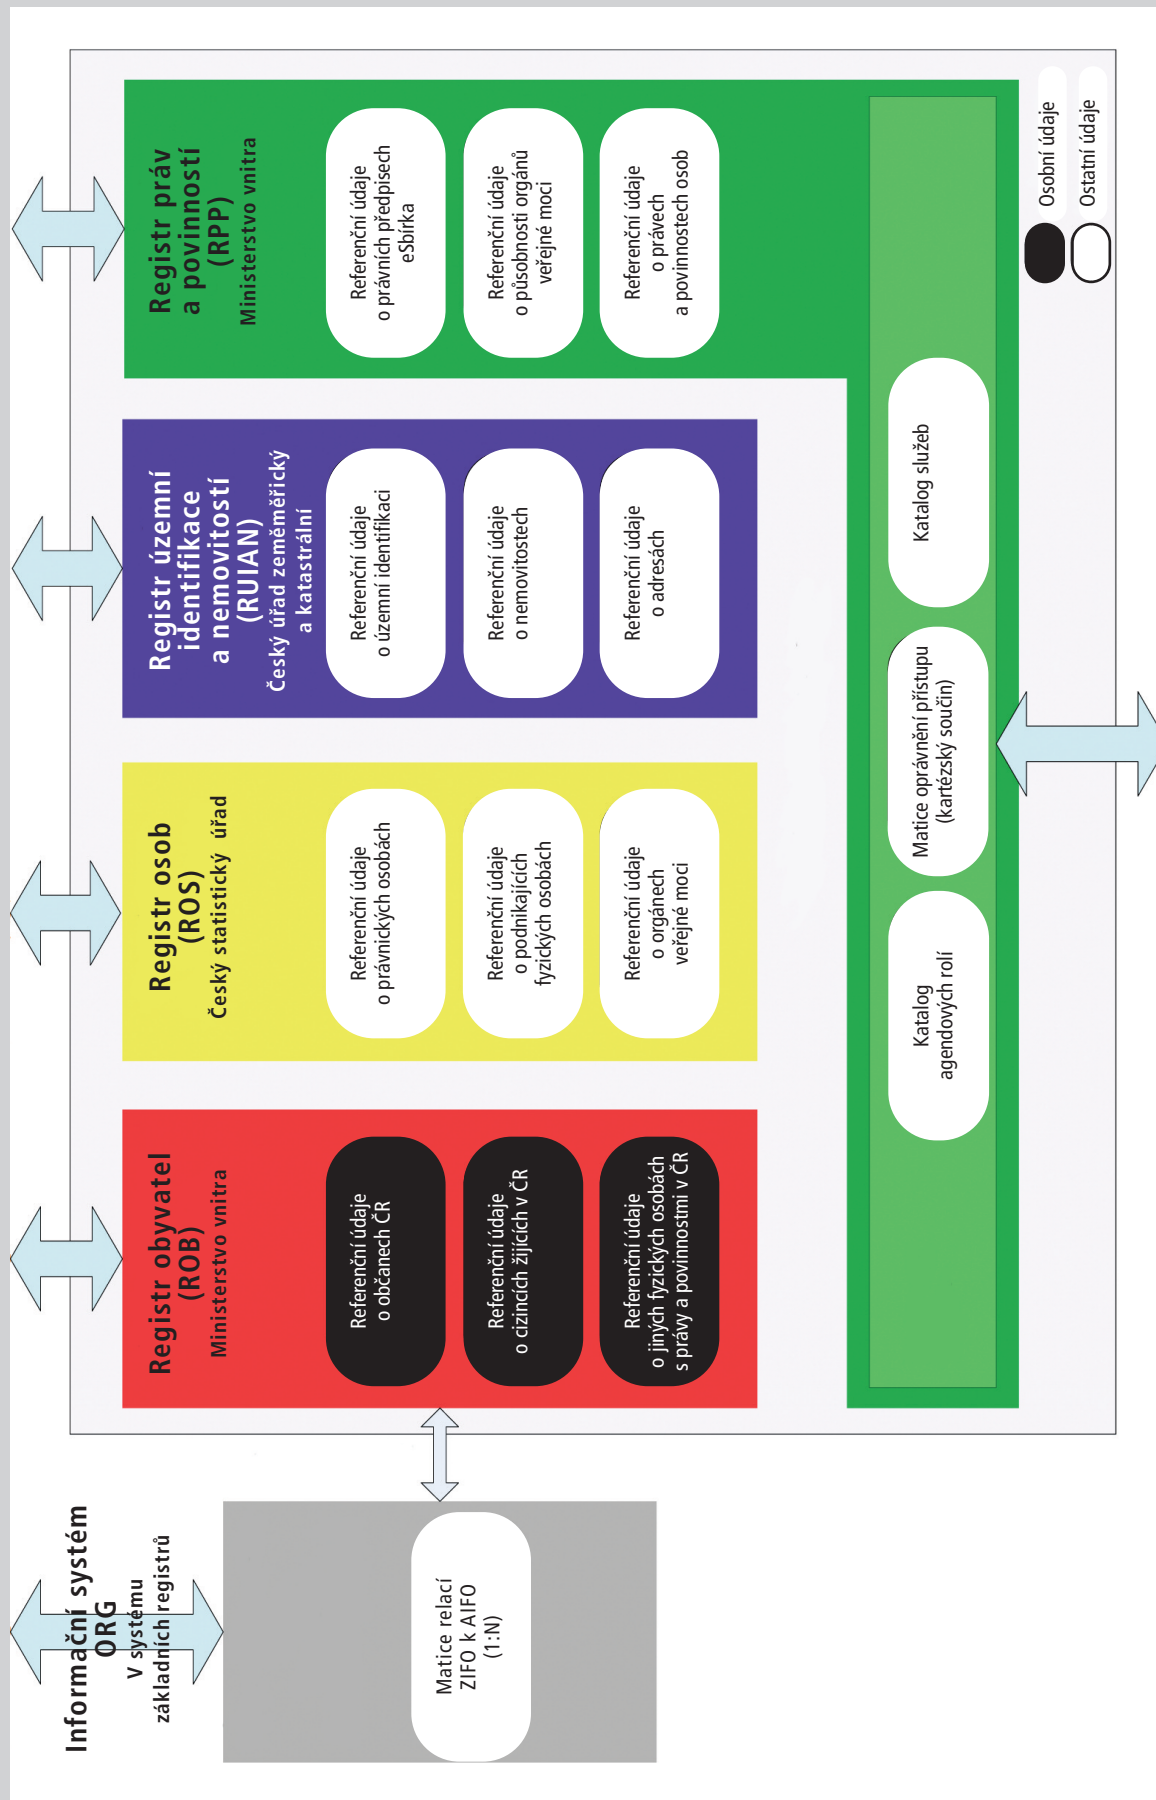 Informační systém
ORG
V systému
základních registrů
Matice relací
ZIFO k AIFO
(1:N)
Registr obyvatel
(ROB)
Ministerstvo vnitra
Referenční údaje
o občanech ČR
Referenční údaje
o cizincích žijících v ČR
Referenční údaje
o jiných fyzických osobách
s právy a povinnostmi v ČR
Registr osob
(ROS)
Český statistický úřad
Referenční údaje
o právnických osobách
Referenční údaje
o podnikajících
fyzických osobách
Referenční údaje
o orgánech
veřejné moci
Registr územní
identifikace
a nemovitostí
(RUIAN)
Český úřad zeměměřický
a katastrální
Referenční údaje
o územní identifikaci
Referenční údaje
o nemovitostech
Referenční údaje
o adresách
Registr práv
a povinností
(RPP)
Ministerstvo vnitra
Referenční údaje
o právních předpisech
eSbírka
Referenční údaje
o působnosti orgánů
veřejné moci
Referenční údaje
o právech
a povinnostech osob
Katalog
agendových rolí
Matice oprávnění přístupu
(kartézský součin)
Katalog služeb
Osobní údaje
Ostatní údaje